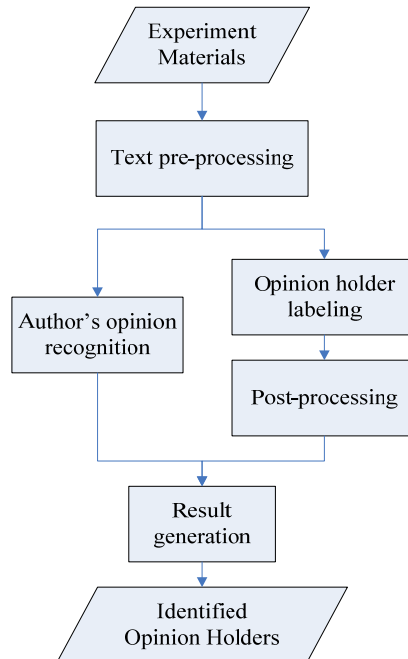 Experiment
Materials
Text pre-processing
Author's opinion
recognition
Opinion holder
labeling
Post-processing
Result
generation
Identified
Opinion Holders